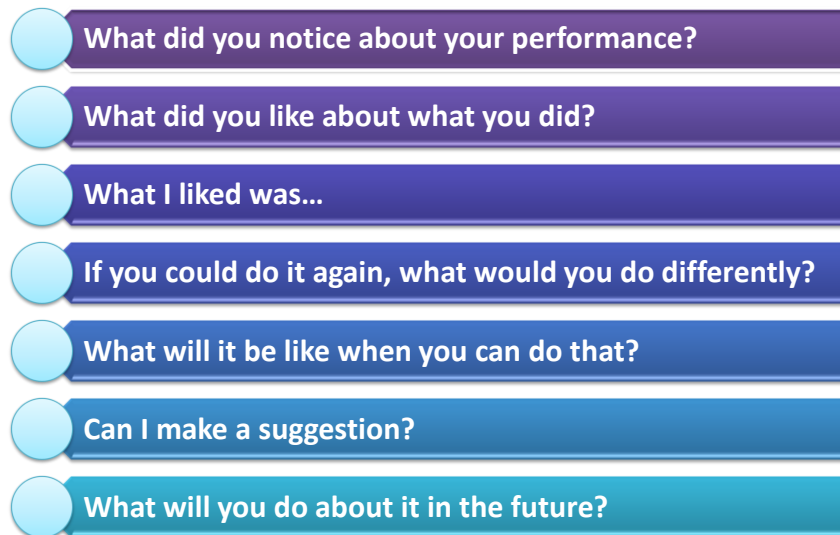 What did you notice about your performance?
What did you like about what you did?
What I liked was…
If you could do it again, what would you do differently?
What will it be like when you can do that?
Can I make a suggestion?
What will you do about it in the future?